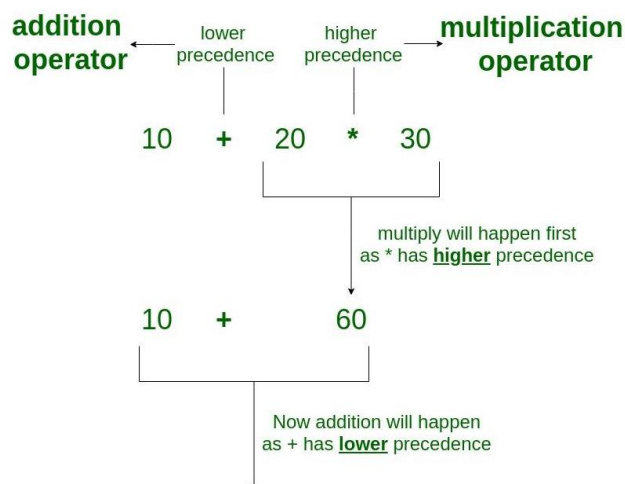 addition
operator
lower
precedence
higher
precedence
multiplication
operator
10 + 20 * 30
multiply will happen first
as * has higher precedence
10 + 60
Now addition will happen
as + has lower precedence